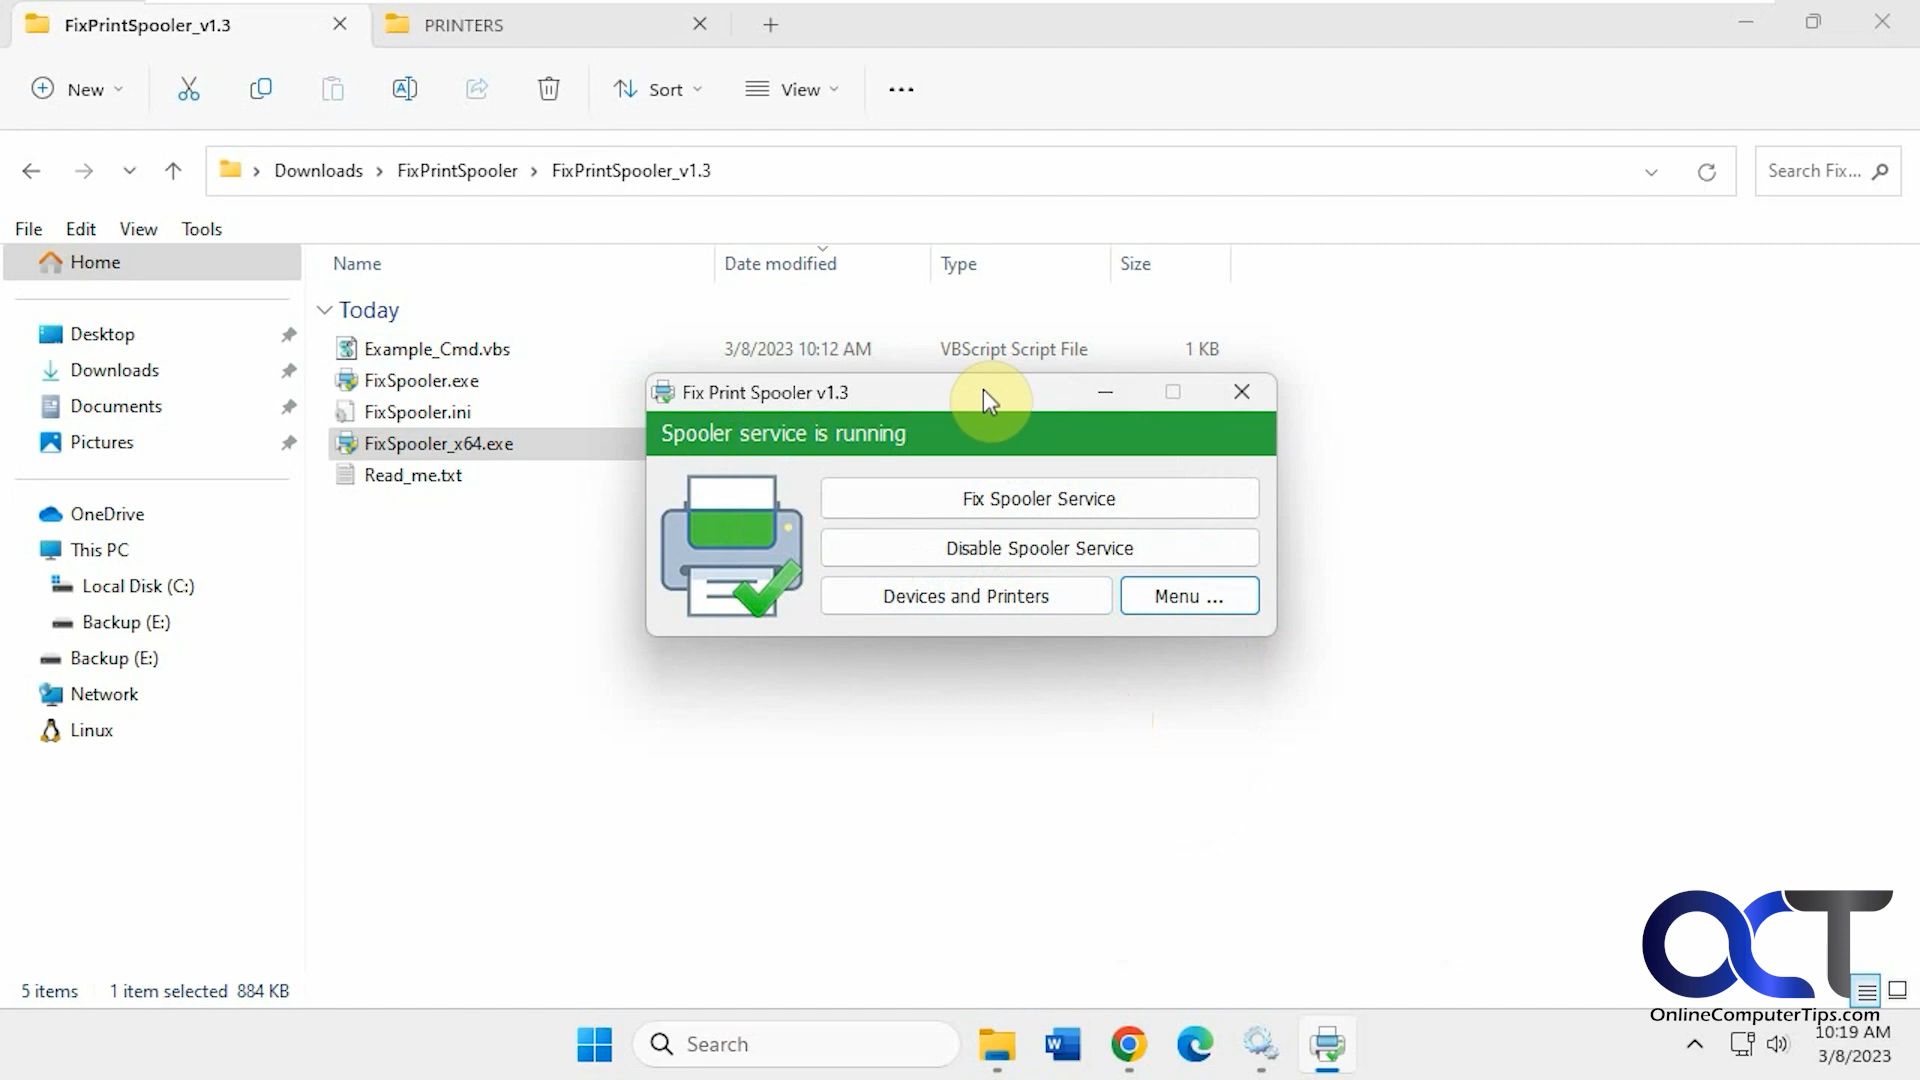 FixPrintSpooler_v1.3
PRINTERS
New
Sort
View
Downloads
FixPrintSpooler
FixPrintSpooler_v1.3
Search Fix...
File Edit View Tools
Home
Name
Date modified
Type
Size
Today
Desktop
Downloads
Documents
Pictures
OneDrive
This PC
Local Disk (C:)
Backup (E:)
Backup (E:)
Network
Linux
Example_Cmd.vbs 3/8/2023 10:12 AM VBScript Script File 1 KB
FixSpooler.exe
FixSpooler.ini
FixSpooler_x64.exe
Read_me.txt
Fix Print Spooler v1.3
Spooler service is running
Fix Spooler Service
Disable Spooler Service
Devices and Printers
Menu ...
5 items 1 item selected 884 KB
OCT
OnlineComputerTips.com
Search
W
10:19 AM
3/8/2023